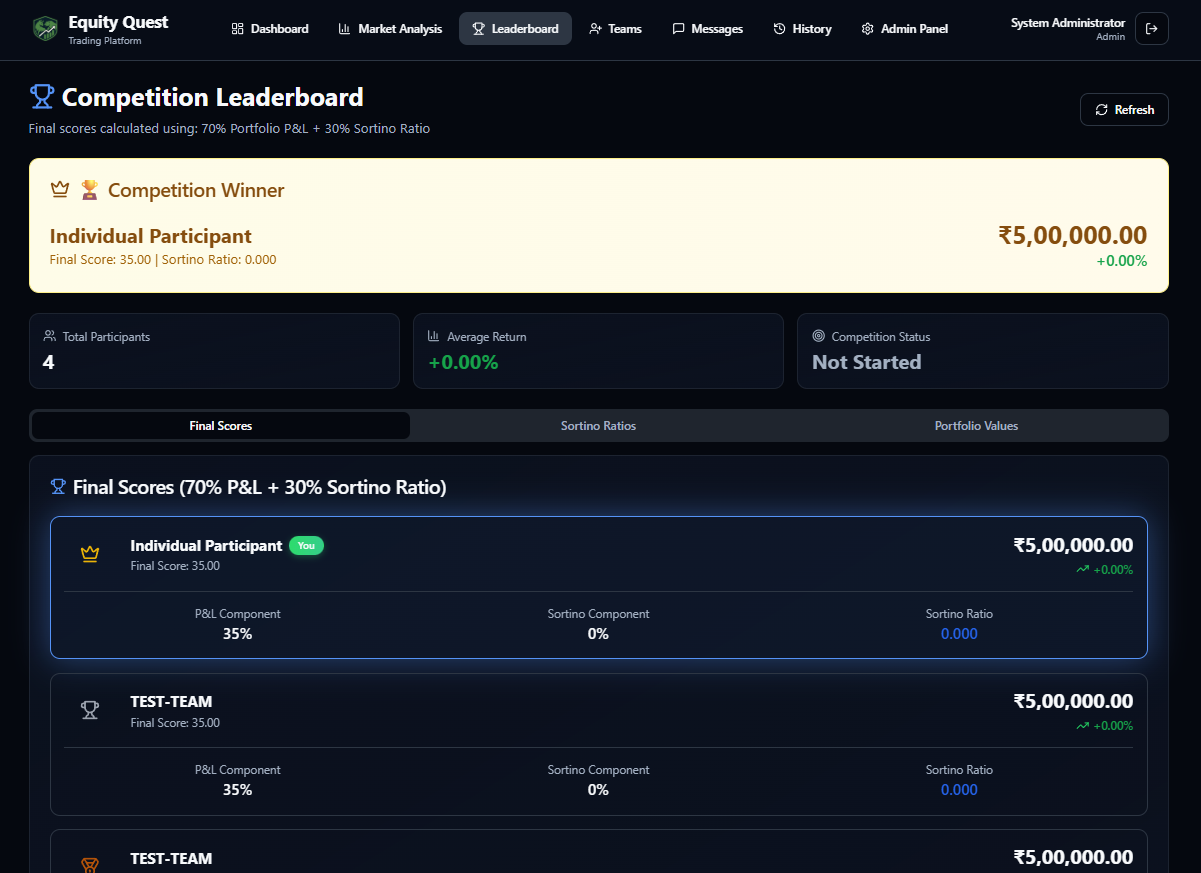 Equity Quest
Trading Platform
Dashboard
Market Analysis
Leaderboard
Teams
Messages
History
Admin Panel
System Administrator
Admin
Competition Leaderboard
Final scores calculated using: 70% Portfolio P&L + 30% Sortino Ratio
Refresh
🏆 Competition Winner
Individual Participant
Final Score: 35.00 | Sortino Ratio: 0.000
₹5,00,000.00
+0.00%
Total Participants
4
Average Return
+0.00%
Competition Status
Not Started
Final Scores
Sortino Ratios
Portfolio Values
Final Scores (70% P&L + 30% Sortino Ratio)
Individual Participant You
Final Score: 35.00
₹5,00,000.00
+0.00%
P&L Component
35%
Sortino Component
0%
Sortino Ratio
0.000
TEST-TEAM
Final Score: 35.00
₹5,00,000.00
+0.00%
P&L Component
35%
Sortino Component
0%
Sortino Ratio
0.000
TEST-TEAM
₹5,00,000.00